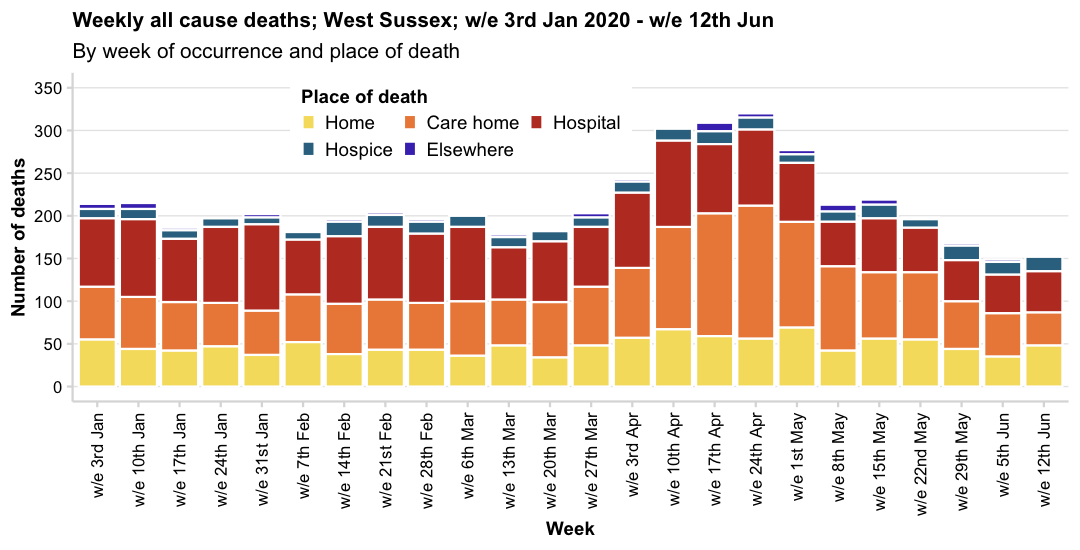 Weekly all cause deaths; West Sussex; w/e 3rd Jan 2020 - w/e 12th Jun
By week of occurrence and place of death
Number of deaths
350
300
250
200
150
100
50
0
Place of death
Home
Care home
Hospital
Hospice
Elsewhere
w/e 3rd Jan
w/e 10th Jan
w/e 17th Jan
w/e 24th Jan
w/e 31st Jan
w/e 7th Feb
w/e 14th Feb
w/e 21st Feb
w/e 28th Feb
w/e 6th Mar
w/e 13th Mar
w/e 20th Mar
w/e 27th Mar
w/e 3rd Apr
w/e 10th Apr
w/e 17th Apr
w/e 24th Apr
w/e 1st May
w/e 8th May
w/e 15th May
w/e 22nd May
w/e 29th May
w/e 5th Jun
w/e 12th Jun
Week